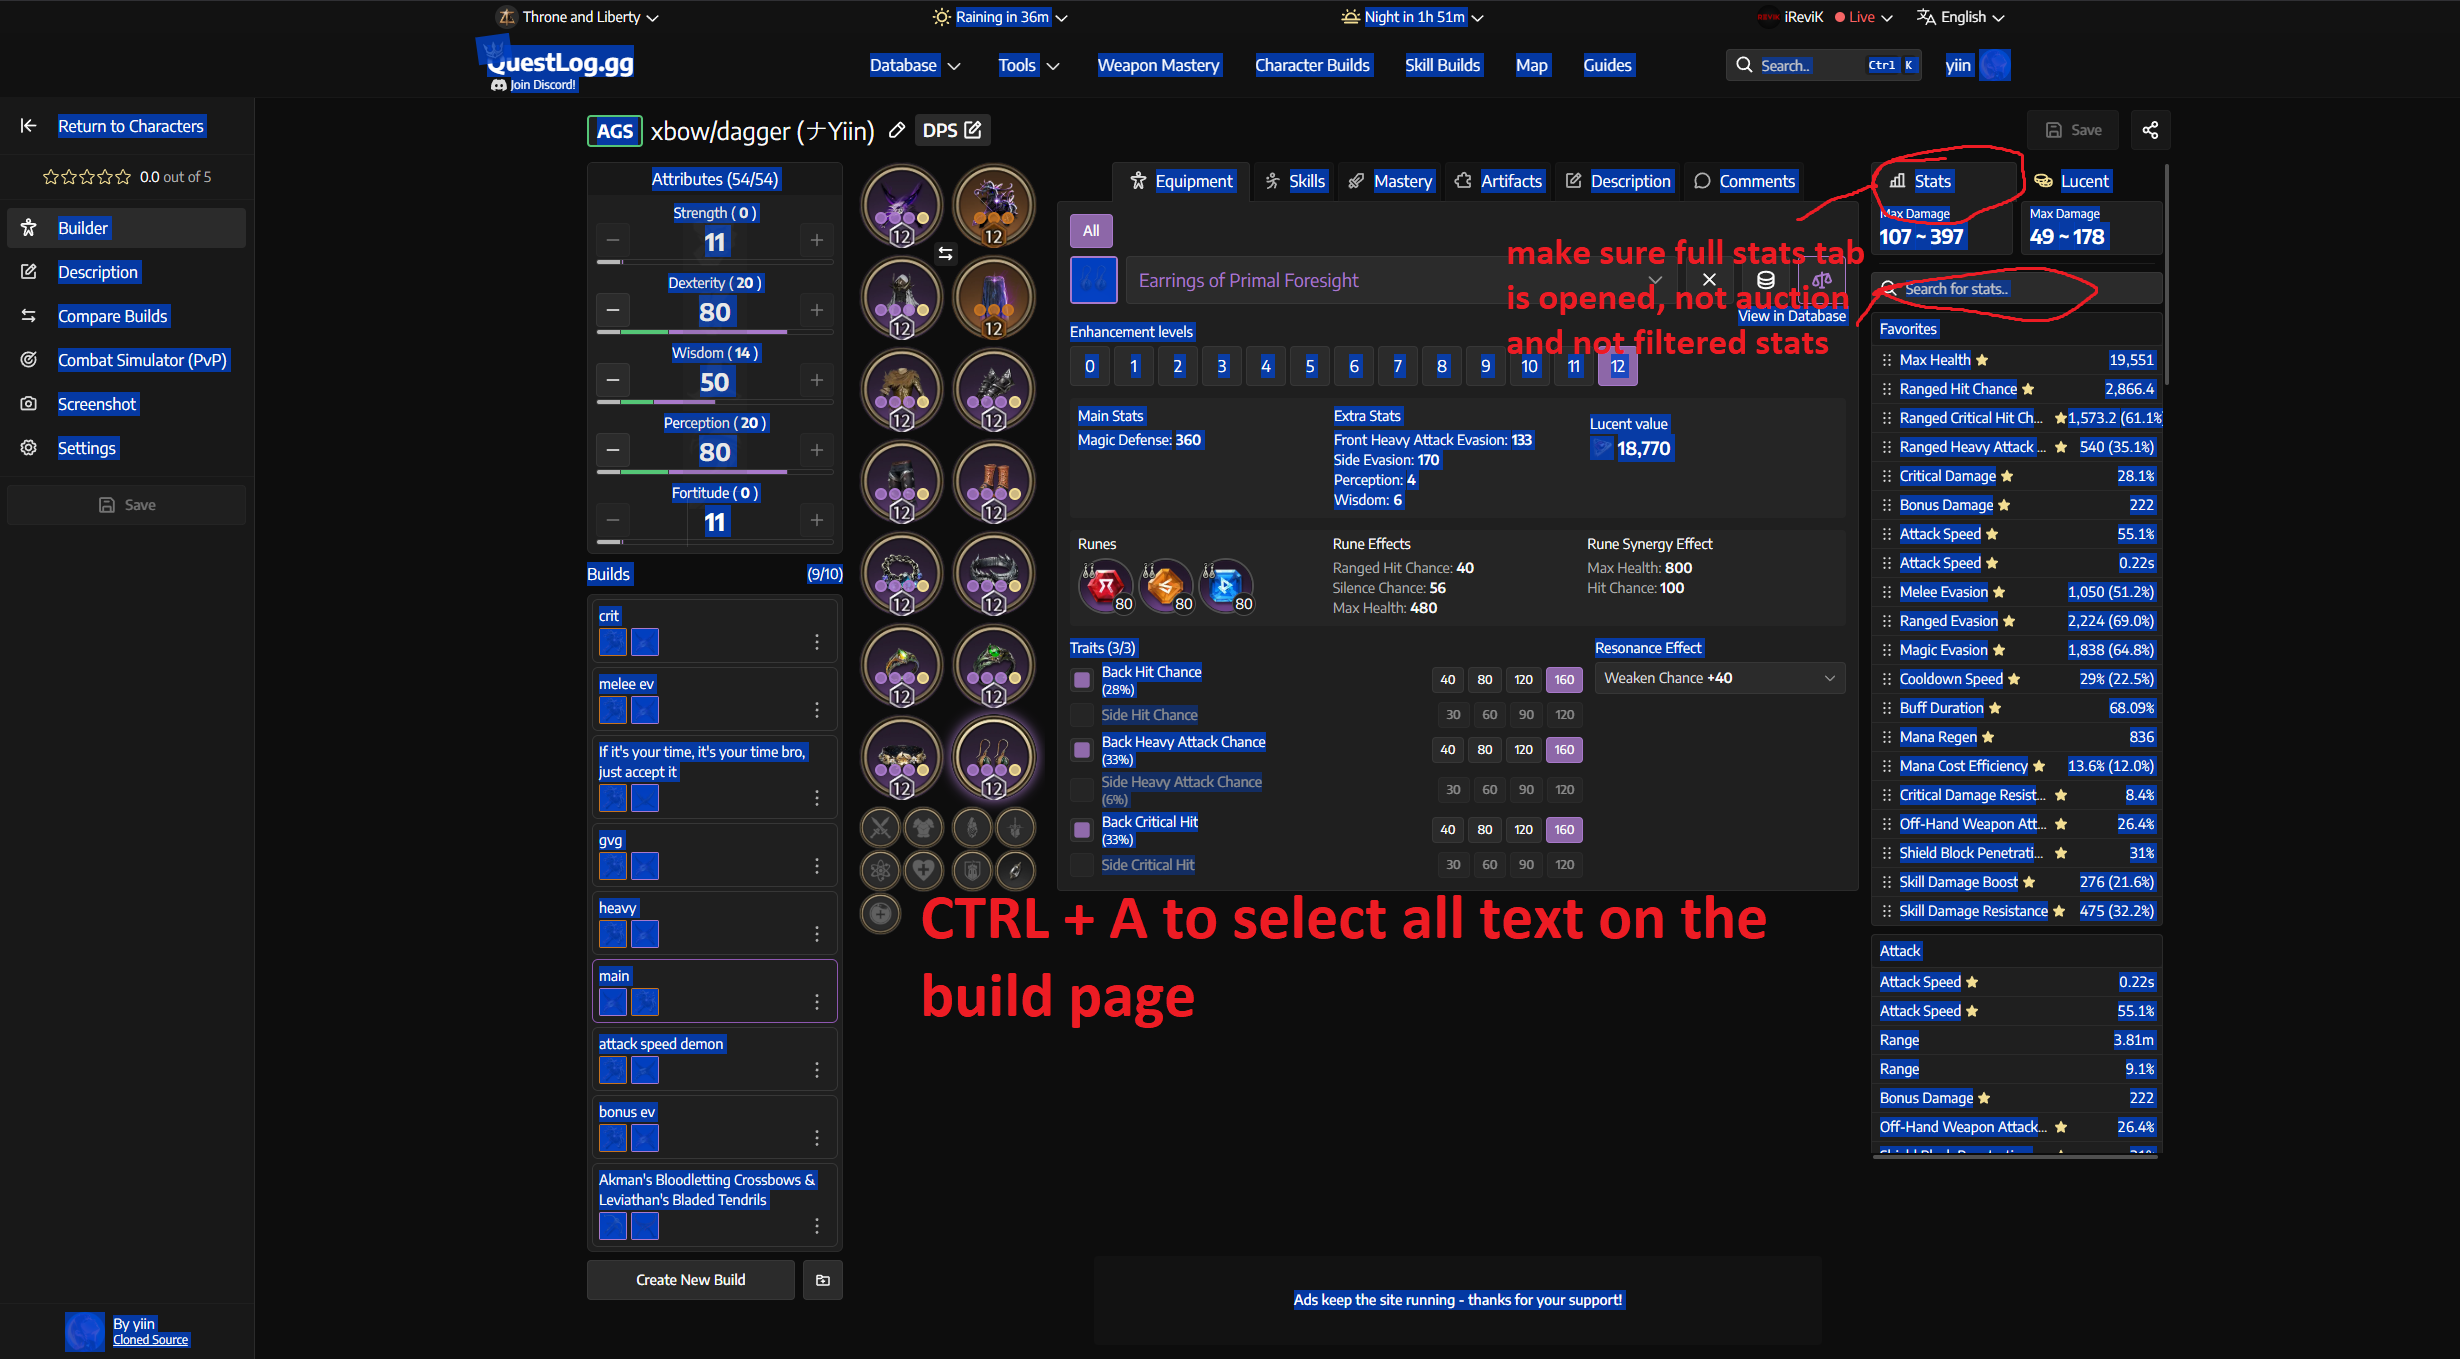 Throne and Liberty
Raining in 36m
Night in 1h 51m
iReviK
Live
English
QuestLog.gg
Join Discord!
Database
Tools
Weapon Mastery
Character Builds
Skill Builds
Map
Guides
Search..
Ctrl K
yiin
Return to Characters
0.0 out of 5
Builder
Description
Compare Builds
Combat Simulator (PvP)
Screenshot
Settings
Save
By yiin
Cloned Source
AGS xbow/dagger (ナYiin)
DPS
Save
Attributes (54/54)
Strength ( 0 )
11
Dexterity ( 20 )
80
Wisdom ( 14 )
50
Perception ( 20 )
80
Fortitude ( 0 )
11
Builds (9/10)
crit
melee ev
If it's your time, it's your time bro,
just accept it
gvg
heavy
main
attack speed demon
bonus ev
Akman's Bloodletting Crossbows &
Leviathan's Bladed Tendrils
Create New Build
12 12
12 12
12 12
12 12
12 12
12 12
12 12
Equipment
Skills
Mastery
Artifacts
Description
Comments
All
Earrings of Primal Foresight
View in Database
Enhancement levels
0 1 2 3 4 5 6 7 8 9 10 11 12
Main Stats
Magic Defense: 360
Extra Stats
Front Heavy Attack Evasion: 133
Side Evasion: 170
Perception: 4
Wisdom: 6
Lucent value
18,770
Runes
80 80 80
Rune Effects
Ranged Hit Chance: 40
Silence Chance: 56
Max Health: 480
Rune Synergy Effect
Max Health: 800
Hit Chance: 100
Traits (3/3)
Back Hit Chance
(28%)
40 80 120 160
Side Hit Chance
30 60 90 120
Back Heavy Attack Chance
(33%)
40 80 120 160
Side Heavy Attack Chance
(6%)
30 60 90 120
Back Critical Hit
(33%)
40 80 120 160
Side Critical Hit
30 60 90 120
Resonance Effect
Weaken Chance +40
make sure full stats tab
is opened, not auction
and not filtered stats
CTRL + A to select all text on the
build page
Ads keep the site running - thanks for your support!
Stats
Lucent
Max Damage
107 ~ 397
Max Damage
49 ~ 178
Search for stats..
Favorites
Max Health 19,551
Ranged Hit Chance 2,866.4
Ranged Critical Hit Ch... 1,573.2 (61.1%
Ranged Heavy Attack ... 540 (35.1%)
Critical Damage 28.1%
Bonus Damage 222
Attack Speed 55.1%
Attack Speed 0.22s
Melee Evasion 1,050 (51.2%)
Ranged Evasion 2,224 (69.0%)
Magic Evasion 1,838 (64.8%)
Cooldown Speed 29% (22.5%)
Buff Duration 68.09%
Mana Regen 836
Mana Cost Efficiency 13.6% (12.0%)
Critical Damage Resist... 8.4%
Off-Hand Weapon Att... 26.4%
Shield Block Penetrati... 31%
Skill Damage Boost 276 (21.6%)
Skill Damage Resistance 475 (32.2%)
Attack
Attack Speed 0.22s
Attack Speed 55.1%
Range 3.81m
Range 9.1%
Bonus Damage 222
Off-Hand Weapon Attack... 26.4%